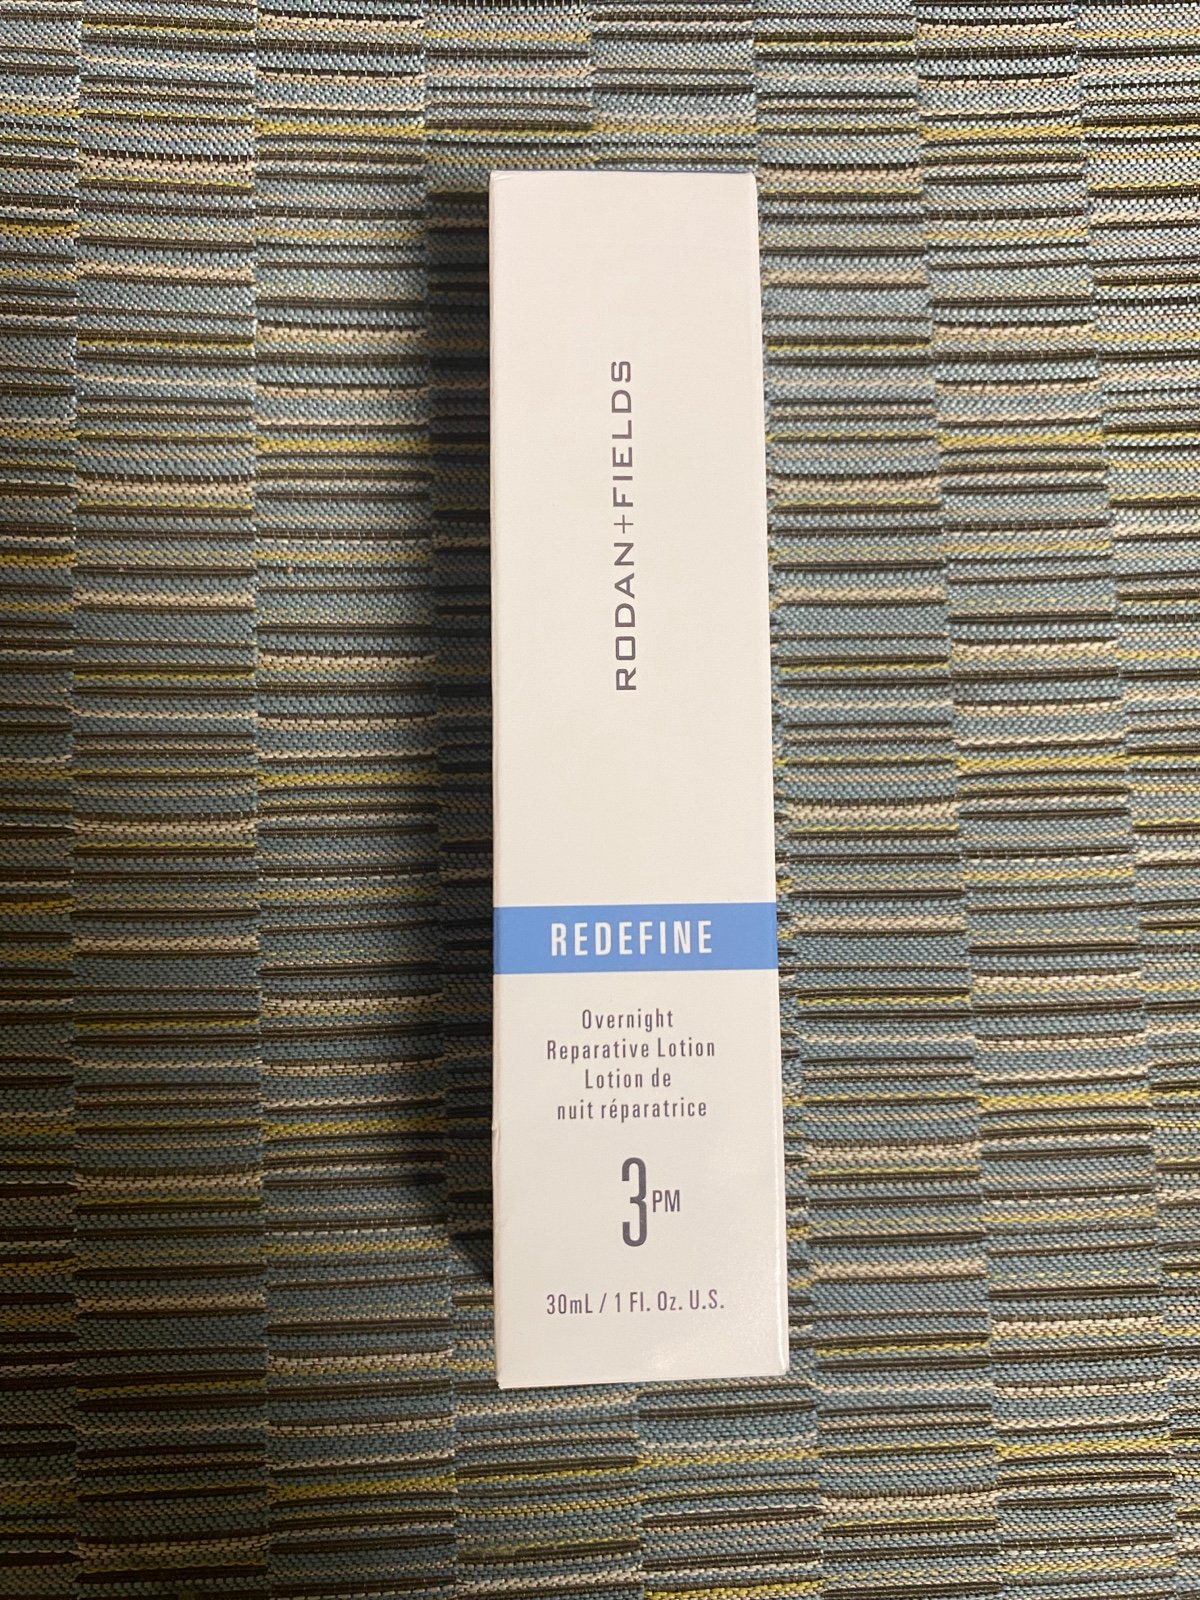 RODAN+FIELDS
REDEFINE
Overnight
Reparative Lotion
Lotion de
nuit réparatrice
3PM
30mL / 1 Fl. Oz. U.S.